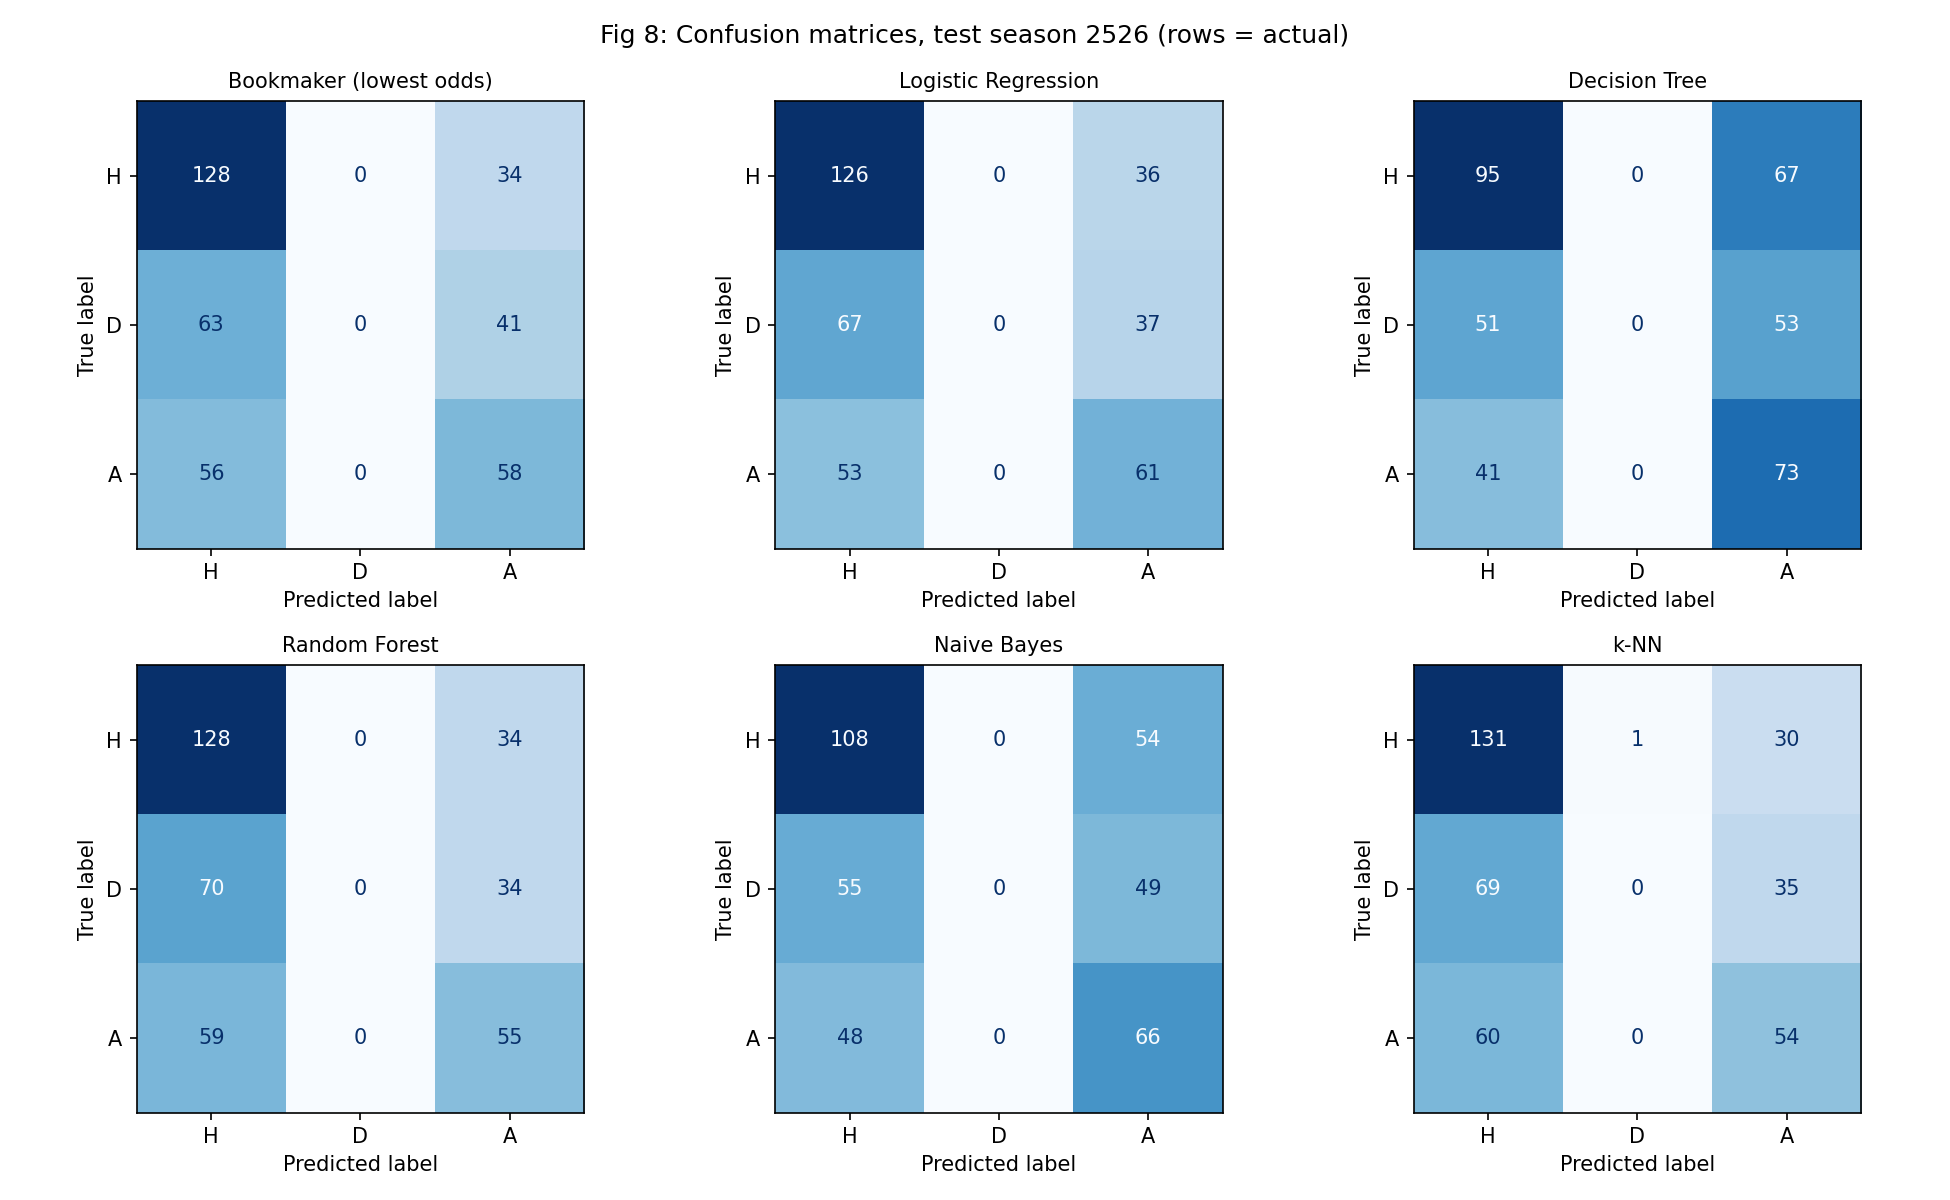 Fig 8: Confusion matrices, test season 2526 (rows = actual)
Bookmaker (lowest odds)
True label
H 128 0 34
D 63 0 41
A 56 0 58
H D A
Predicted label
Logistic Regression
True label
H 126 0 36
D 67 0 37
A 53 0 61
H D A
Predicted label
Decision Tree
True label
H 95 0 67
D 51 0 53
A 41 0 73
H D A
Predicted label
Random Forest
True label
H 128 0 34
D 70 0 34
A 59 0 55
H D A
Predicted label
Naive Bayes
True label
H 108 0 54
D 55 0 49
A 48 0 66
H D A
Predicted label
k-NN
True label
H 131 1 30
D 69 0 35
A 60 0 54
H D A
Predicted label